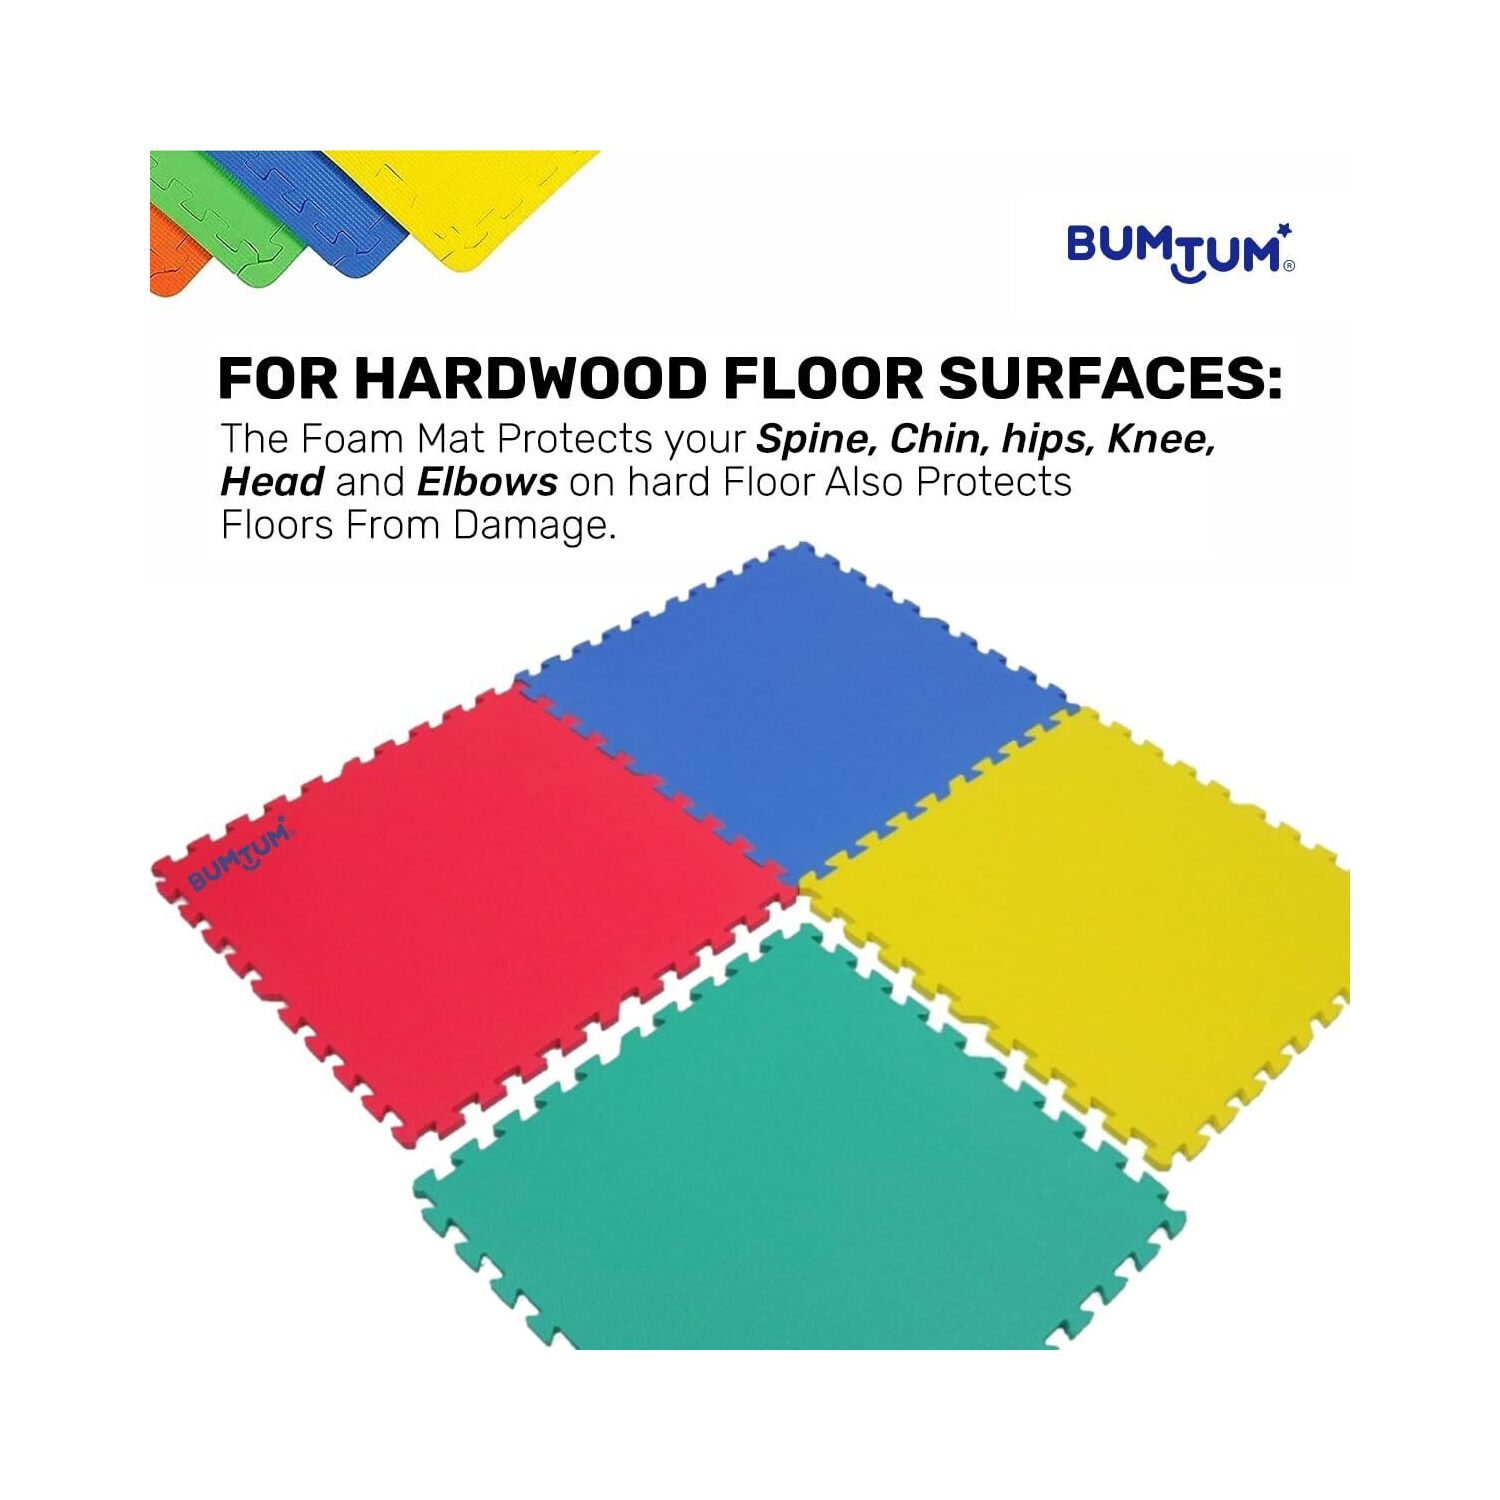 BUMTUM®
FOR HARDWOOD FLOOR SURFACES:
The Foam Mat Protects your Spine, Chin, hips, Knee,
Head and Elbows on hard Floor Also Protects
Floors From Damage.
BUMTUM